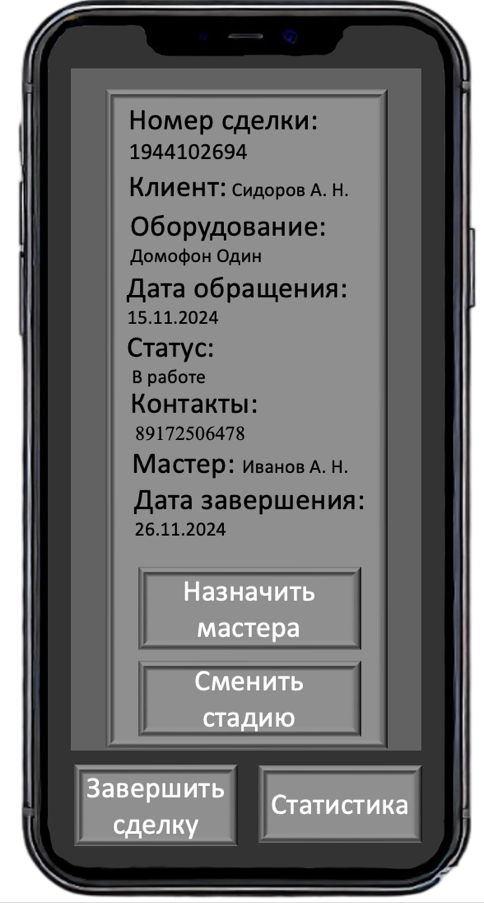 Номер сделки:
1944102694
Клиент: Сидоров А. Н.
Оборудование:
Домофон Один
Дата обращения:
15.11.2024
Статус:
В работе
Контакты:
89172506478
Мастер: Иванов А. Н.
Дата завершения:
26.11.2024
Назначить
мастера
Сменить
стадию
Завершить
сделку
Статистика